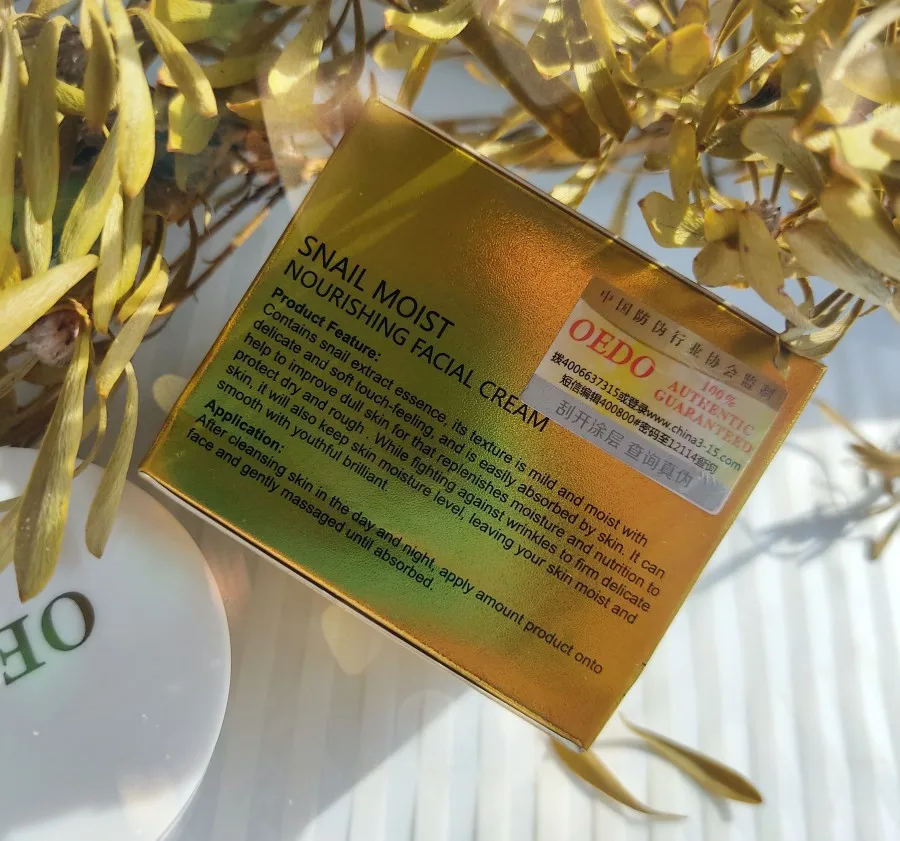 SNAIL MOIST
NOURISHING FACIAL CREAM
Product Feature:
Contains snail extract essence, its texture is mild and moist with
delicate and soft touch-feeling, and is easily absorbed by skin. It can
help to improve dull skin for that replenishes moisture and nutrition to
protect dry and rough. While fighting against wrinkles to firm delicate
skin, it will also keep skin moisture level, leaving your skin moist and
smooth with youthful brilliant.
Application:
After cleansing skin in the day and night, apply amount product onto
face and gently massaged until absorbed.
中国防伪行业协会监制
OEDO
100%
AUTHENTIC
GUARANTEED
拨4006637315或登录www.china3-15.com
短信编辑400800#密码至12114查询
刮开涂层 查询真伪
OE